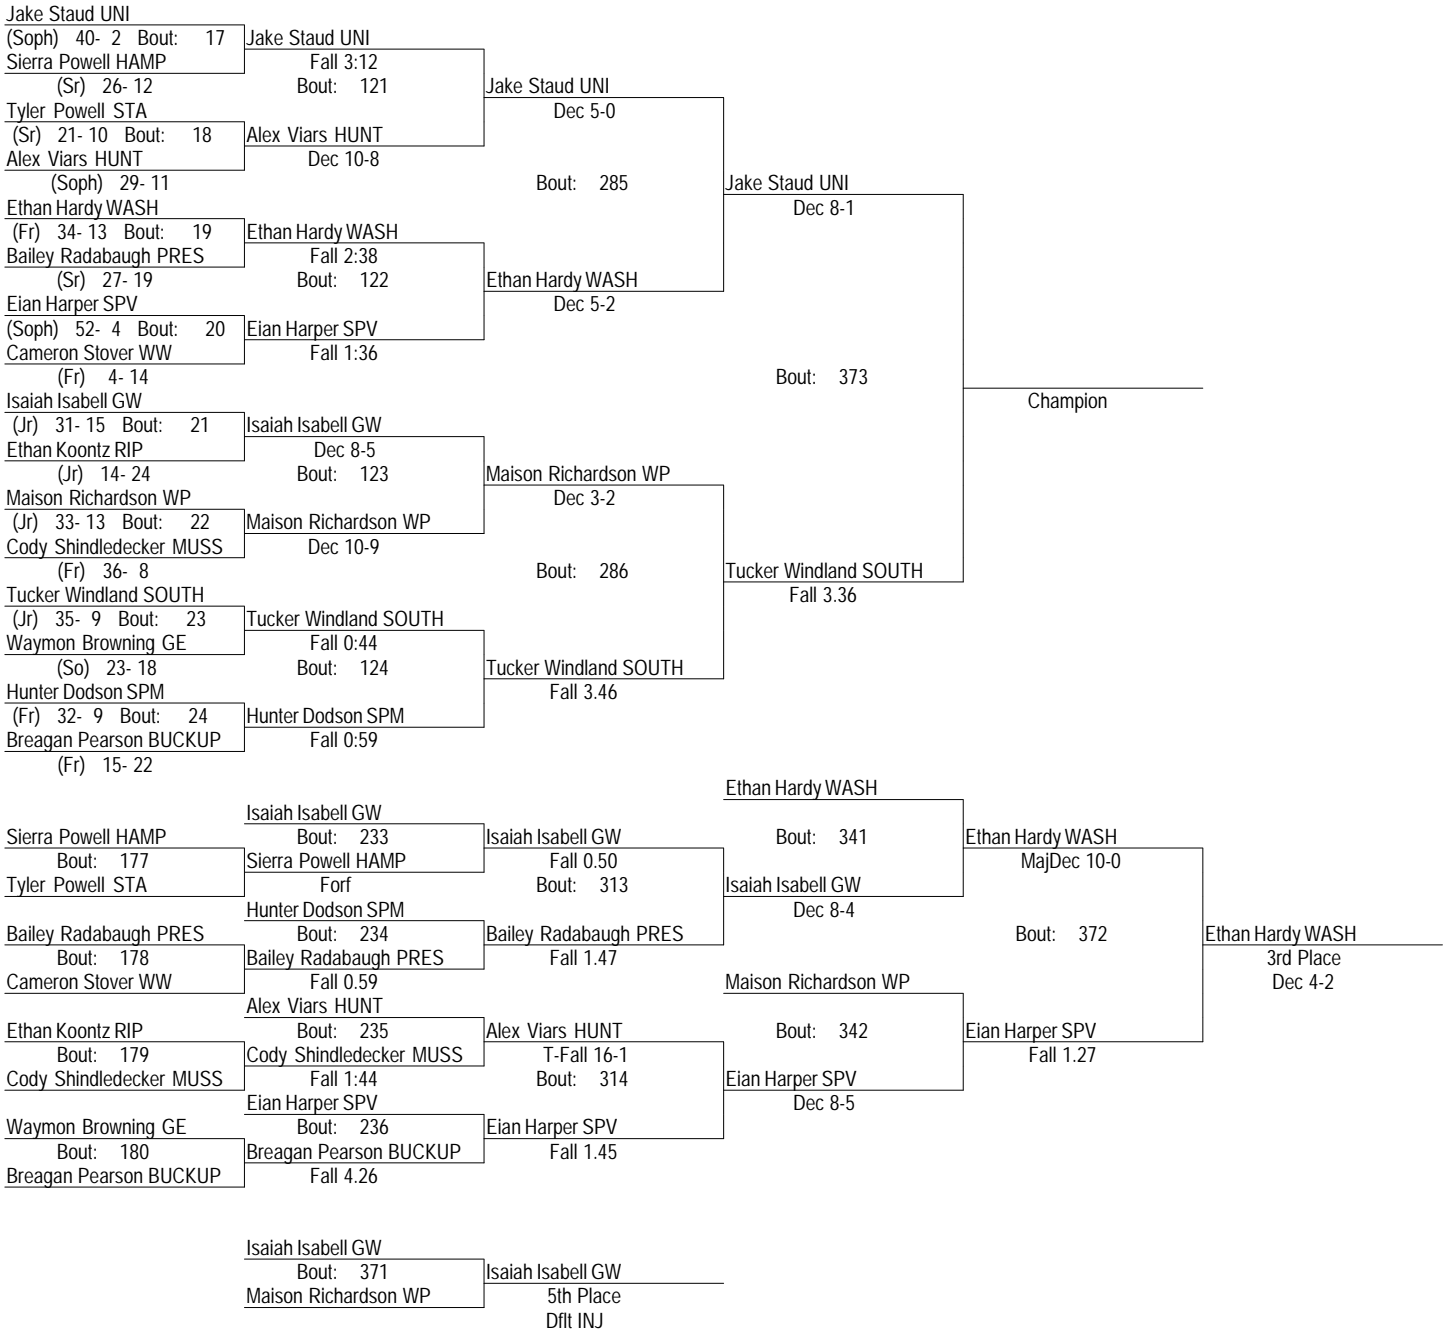 Jake Staud UNI
(Soph) 40- 2 Bout: 17 Jake Staud UNI
Sierra Powell HAMP Fall 3:12
(Sr) 26- 12 Bout: 121 Jake Staud UNI
Tyler Powell STA Dec 5-0
(Sr) 21- 10 Bout: 18 Alex Viars HUNT
Alex Viars HUNT Dec 10-8
(Soph) 29- 11 Bout: 285 Jake Staud UNI
Ethan Hardy WASH Dec 8-1
(Fr) 34- 13 Bout: 19 Ethan Hardy WASH
Bailey Radabaugh PRES Fall 2:38
(Sr) 27- 19 Bout: 122 Ethan Hardy WASH
Eian Harper SPV Dec 5-2
(Soph) 52- 4 Bout: 20 Eian Harper SPV
Cameron Stover WW Fall 1:36
(Fr) 4- 14 Bout: 373
Isaiah Isabell GW Champion
(Jr) 31- 15 Bout: 21 Isaiah Isabell GW
Ethan Koontz RIP Dec 8-5
(Jr) 14- 24 Bout: 123 Maison Richardson WP
Maison Richardson WP Dec 3-2
(Jr) 33- 13 Bout: 22 Maison Richardson WP
Cody Shindledecker MUSS Dec 10-9
(Fr) 36- 8 Bout: 286 Tucker Windland SOUTH
Tucker Windland SOUTH Fall 3.36
(Jr) 35- 9 Bout: 23 Tucker Windland SOUTH
Waymon Browning GE Fall 0:44
(So) 23- 18 Bout: 124 Tucker Windland SOUTH
Hunter Dodson SPM Fall 3.46
(Fr) 32- 9 Bout: 24 Hunter Dodson SPM
Breagan Pearson BUCKUP Fall 0:59
(Fr) 15- 22
Ethan Hardy WASH
Isaiah Isabell GW
Sierra Powell HAMP Bout: 233 Isaiah Isabell GW Bout: 341 Ethan Hardy WASH
Bout: 177 Sierra Powell HAMP Fall 0.50 MajDec 10-0
Tyler Powell STA Forf Bout: 313 Isaiah Isabell GW
Hunter Dodson SPM Dec 8-4
Bailey Radabaugh PRES Bout: 234 Bailey Radabaugh PRES Bout: 372 Ethan Hardy WASH
Bout: 178 Bailey Radabaugh PRES Fall 1.47 3rd Place
Cameron Stover WW Fall 0.59 Maison Richardson WP Dec 4-2
Alex Viars HUNT
Ethan Koontz RIP Bout: 235 Alex Viars HUNT Bout: 342 Eian Harper SPV
Bout: 179 Cody Shindledecker MUSS T-Fall 16-1 Fall 1.27
Cody Shindledecker MUSS Fall 1:44 Bout: 314 Eian Harper SPV
Eian Harper SPV Dec 8-5
Waymon Browning GE Bout: 236 Eian Harper SPV
Bout: 180 Breagan Pearson BUCKUP Fall 1.45
Breagan Pearson BUCKUP Fall 4.26
Isaiah Isabell GW
Bout: 371 Isaiah Isabell GW
Maison Richardson WP 5th Place
Dflt INJ